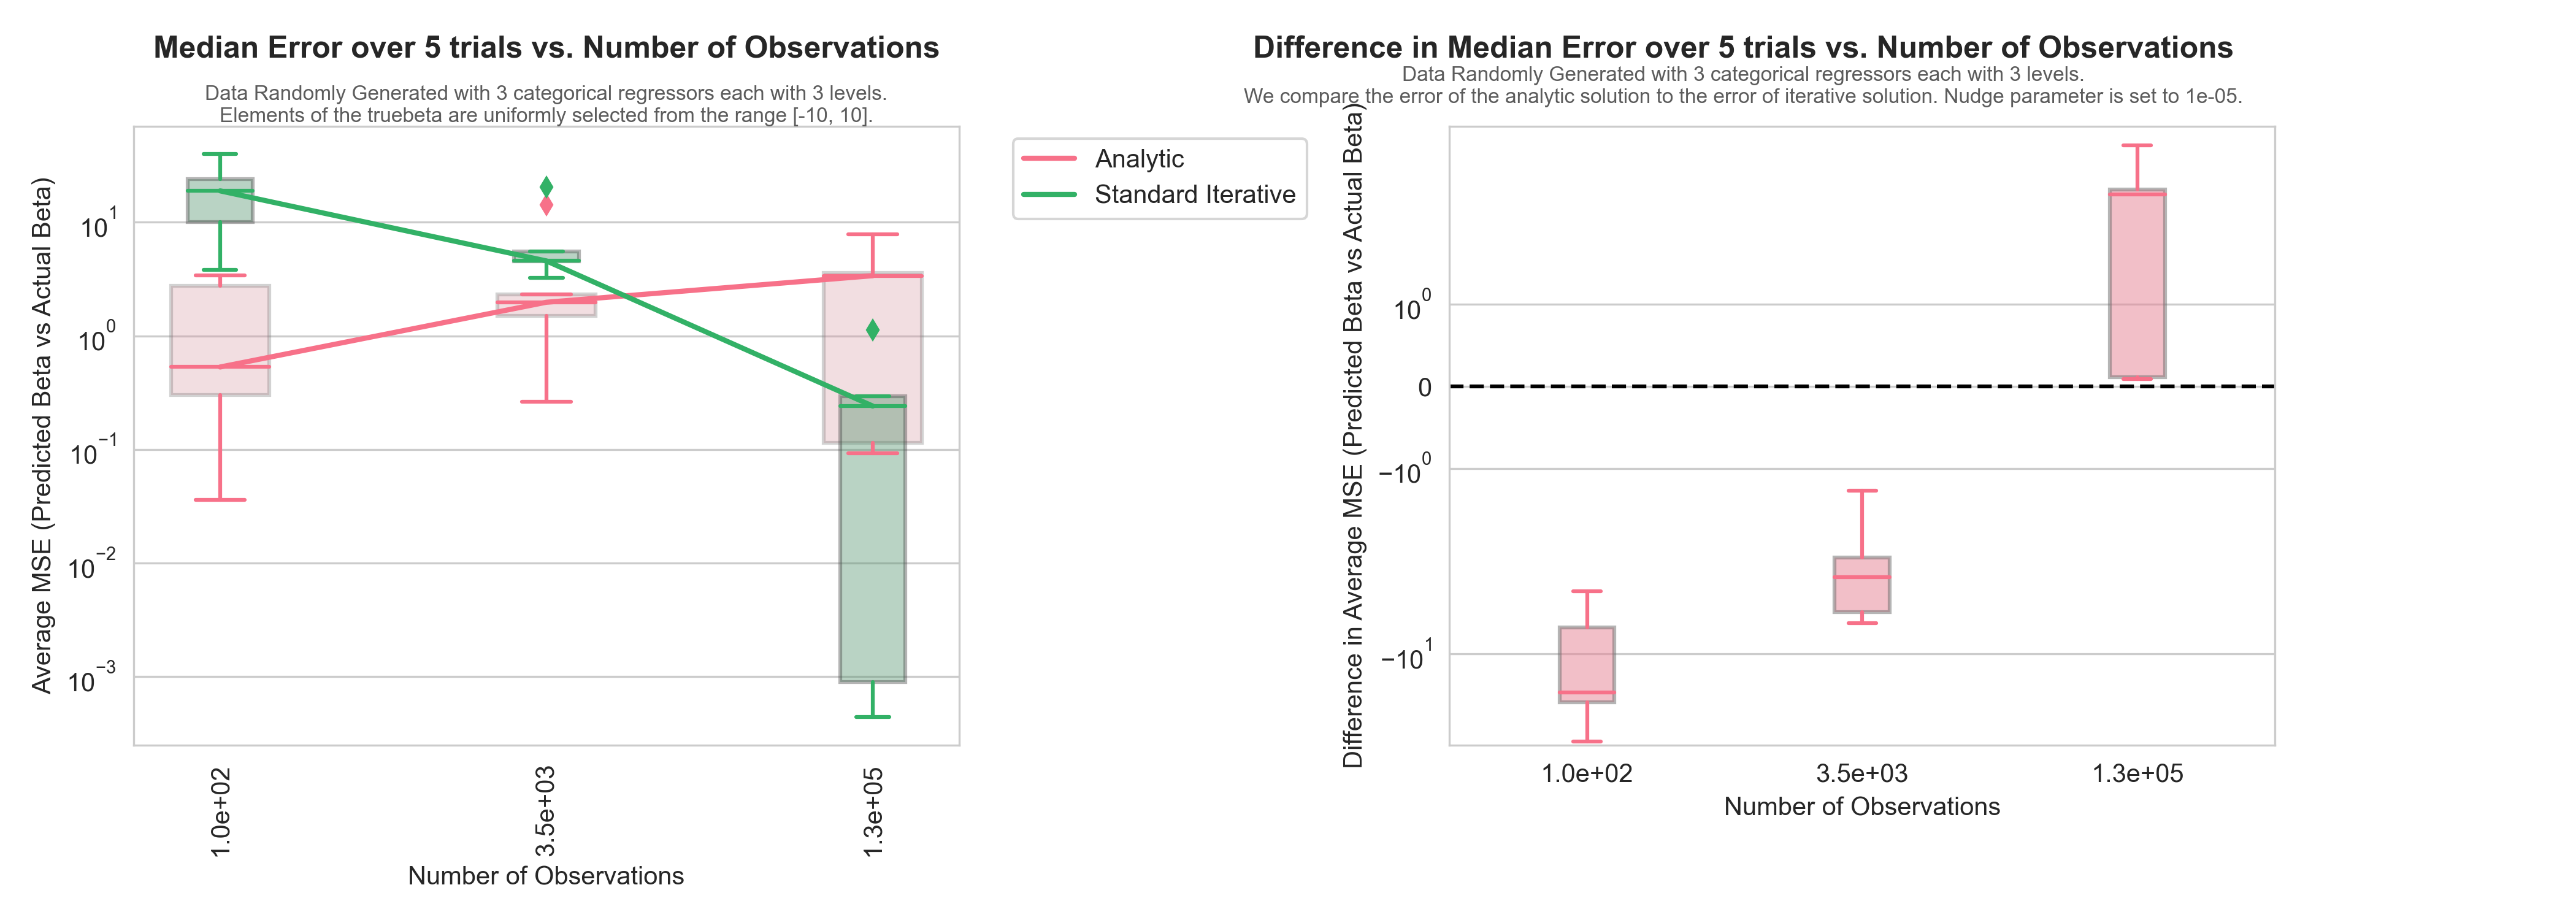 Median Error over 5 trials vs. Number of Observations
Data Randomly Generated with 3 categorical regressors each with 3 levels.
Elements of the truebeta are uniformly selected from the range [-10, 10].
Average MSE (Predicted Beta vs Actual Beta)
10^1
10^0
10^−1
10^−2
10^−3
1.0e+02
3.5e+03
1.3e+05
Number of Observations
Analytic
Standard Iterative
Difference in Median Error over 5 trials vs. Number of Observations
Data Randomly Generated with 3 categorical regressors each with 3 levels.
We compare the error of the analytic solution to the error of iterative solution. Nudge parameter is set to 1e-05.
Difference in Average MSE (Predicted Beta vs Actual Beta)
10^0
0
−10^0
−10^1
1.0e+02
3.5e+03
1.3e+05
Number of Observations